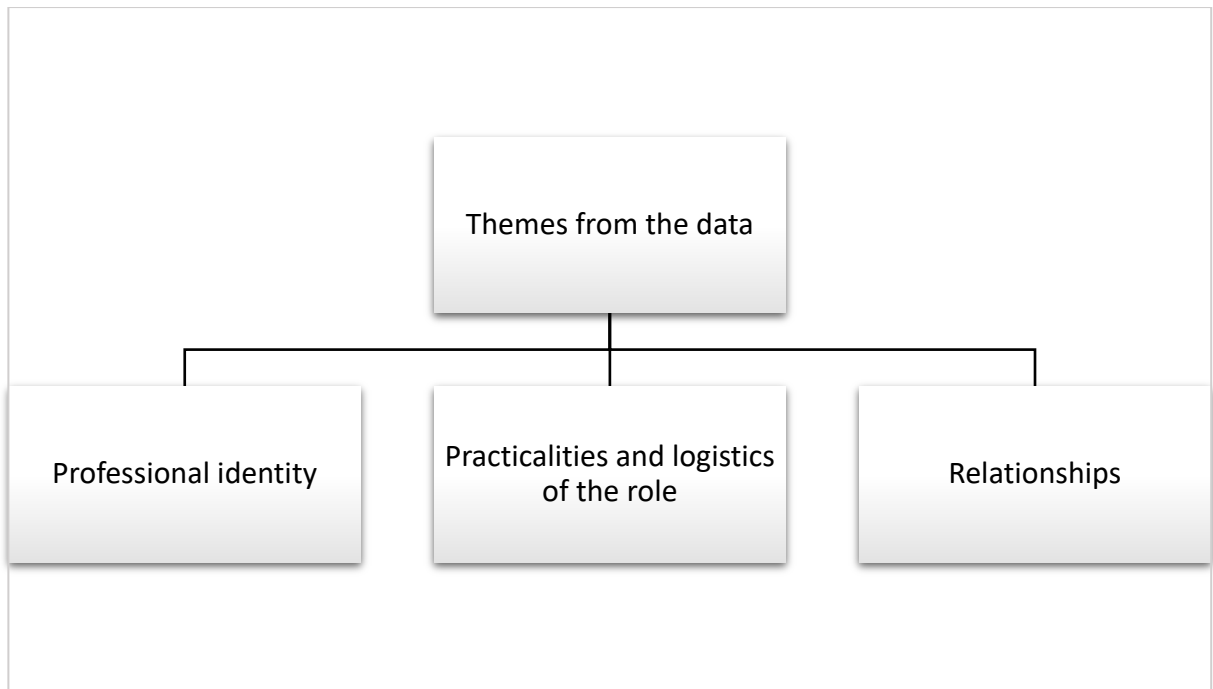 Themes from the data
Professional identity
Practicalities and logistics
of the role
Relationships